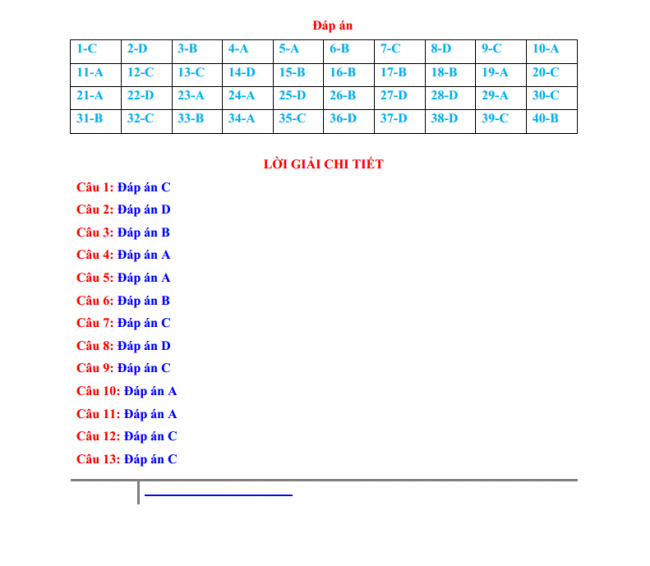 Đáp án
1-C 2-D 3-B 4-A 5-A 6-B 7-C 8-D 9-C 10-A
11-A 12-C 13-C 14-D 15-B 16-B 17-B 18-B 19-A 20-C
21-A 22-D 23-A 24-A 25-D 26-B 27-D 28-D 29-A 30-C
31-B 32-C 33-B 34-A 35-C 36-D 37-D 38-D 39-C 40-B
LỜI GIẢI CHI TIẾT
Câu 1: Đáp án C
Câu 2: Đáp án D
Câu 3: Đáp án B
Câu 4: Đáp án A
Câu 5: Đáp án A
Câu 6: Đáp án B
Câu 7: Đáp án C
Câu 8: Đáp án D
Câu 9: Đáp án C
Câu 10: Đáp án A
Câu 11: Đáp án A
Câu 12: Đáp án C
Câu 13: Đáp án C